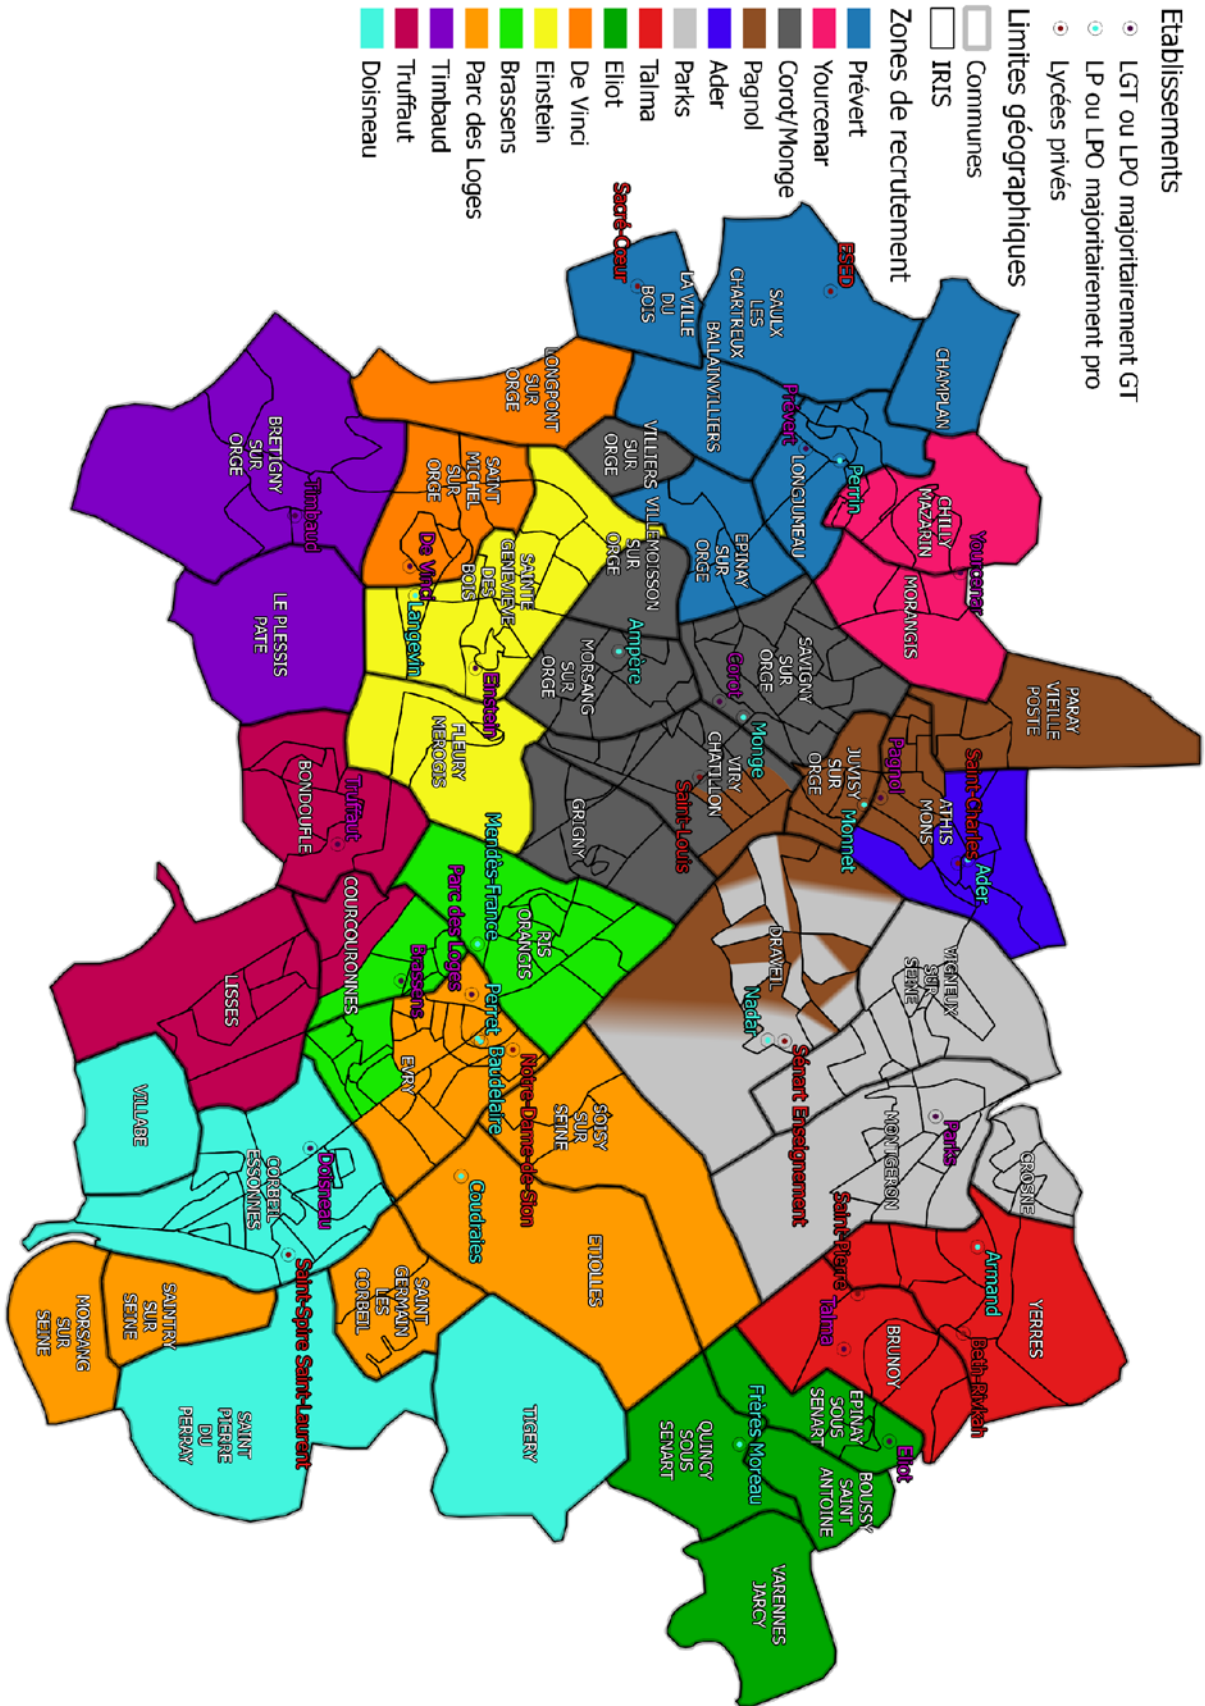 Etablissements
LGT ou LPO majoritairement GT
LP ou LPO majoritairement pro
Lycées privés
Limites géographiques
Communes
IRIS
Zones de recrutement
Prévert
Yourcenar
Corot/Monge
Pagnol
Ader
Parks
Talma
Eliot
De Vinci
Einstein
Brassens
Parc des Loges
Timbaud
Truffaut
Doisneau
CHAMPLAN
ESED
SAULX
LES
CHARTREUX
LA VILLE
DU
BOIS
Sacré-Coeur
BALLAINVILLIERS
Prévert
Perrin
LONGJUMEAU
CHILLY
MAZARIN
Yourcenar
MORANGIS
EPINAY
SUR
ORGE
LONGPONT
SUR
ORGE
VILLIERS
SUR
ORGE
VILLEMOISSON
SUR
ORGE
SAINT
MICHEL
SUR
ORGE
De Vinci
Langevin
SAINTE
GENEVIEVE
DES
BOIS
Einstein
BRETIGNY
SUR
ORGE
Timbaud
LE PLESSIS
PATE
FLEURY
MEROGIS
MORSANG
SUR
ORGE
Ampère
SAVIGNY
SUR
ORGE
Corot
Monge
VIRY
CHATILLON
Saint-Louis
GRIGNY
PARAY
VIEILLE
POSTE
JUVISY
SUR
ORGE
Pagnol
Monnet
ATHIS
MONS
Saint-Charles
Ader
BONDOUFLE
Truffaut
COURCOURONNES
LISSES
RIS
ORANGIS
Mendès-France
Parc des Loges
Brassens
Perret
Baudelaire
Notre-Dame-de-Sion
EVRY
DRAVEIL
Nadar
Sénart Enseignement
VIGNEUX
SUR
SEINE
MONTGERON
Parks
CROSNE
SOISY
SUR
SEINE
ETIOLLES
Coudraies
VILLABE
CORBEIL
ESSONNES
Doisneau
Saint-Spire Saint-Laurent
SAINT
GERMAIN
LES
CORBEIL
SAINTRY
SUR
SEINE
MORSANG
SUR
SEINE
SAINT
PIERRE
DU
PERRAY
TIGERY
YERRES
Armand
Beth-Rivkah
Saint-Pierre
Talma
BRUNOY
EPINAY
SOUS
SENART
Eliot
BOUSSY
SAINT
ANTOINE
Frères Moreau
QUINCY
SOUS
SENART
VARENNES
JARCY